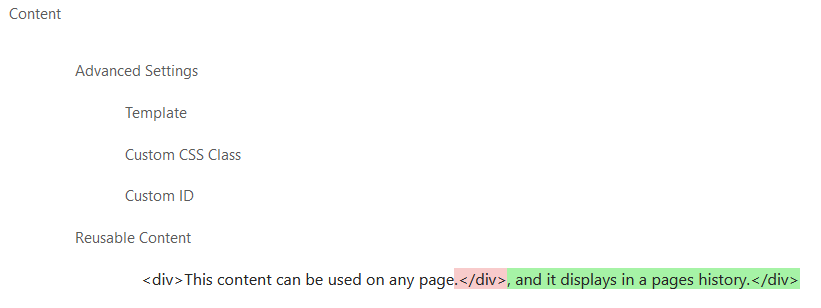 Content
Advanced Settings
Template
Custom CSS Class
Custom ID
Reusable Content
<div>This content can be used on any page.</div>, and it displays in a pages history.</div>